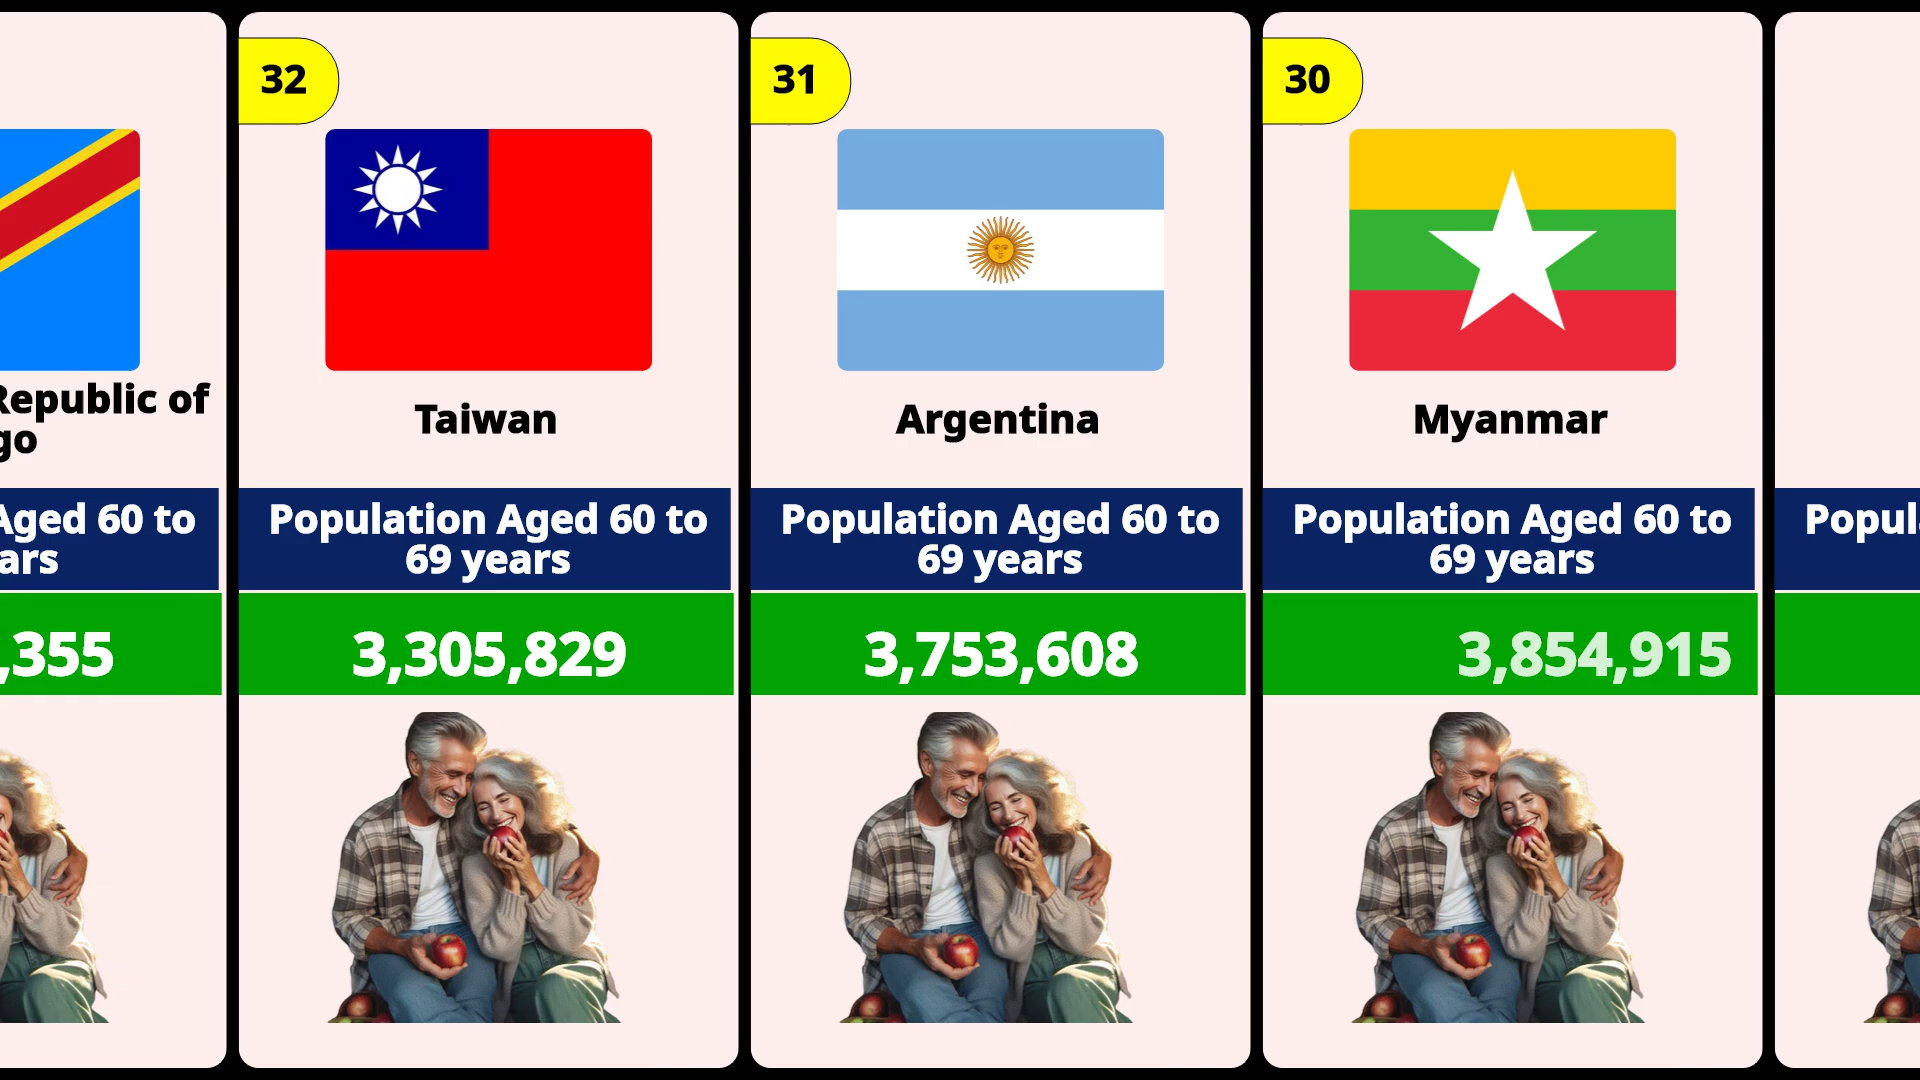 Republic of
go
Aged 60 to
ars
,355
32
Taiwan
Population Aged 60 to
69 years
3,305,829
31
Argentina
Population Aged 60 to
69 years
3,753,608
30
Myanmar
Population Aged 60 to
69 years
3,854,915
Popul